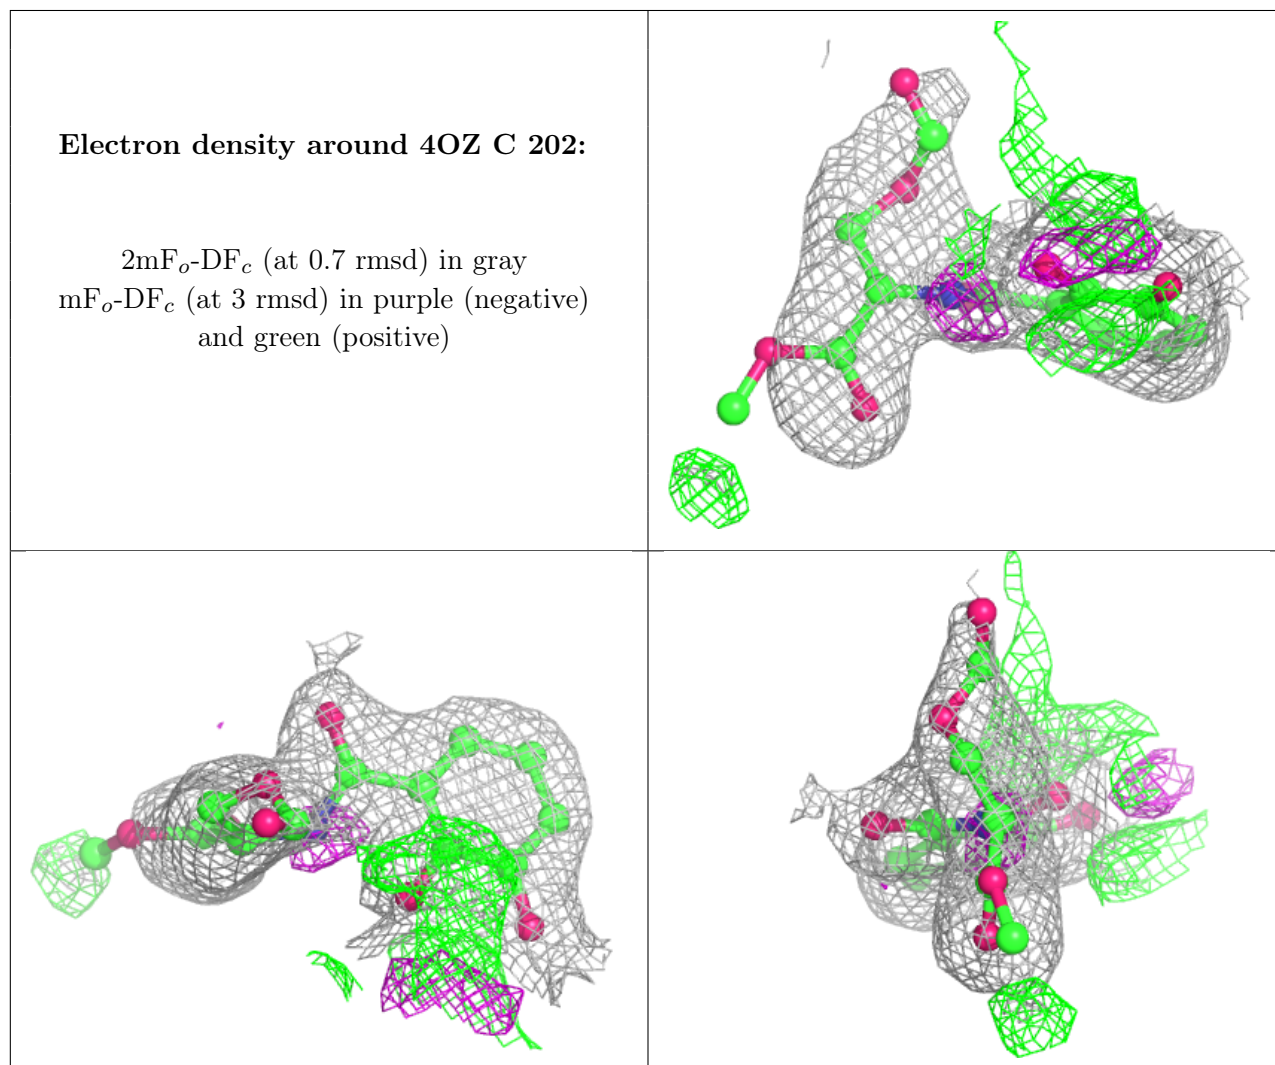 Electron density around 4OZ C 202:
2mFo-DFc (at 0.7 rmsd) in gray
mFo-DFc (at 3 rmsd) in purple (negative)
and green (positive)